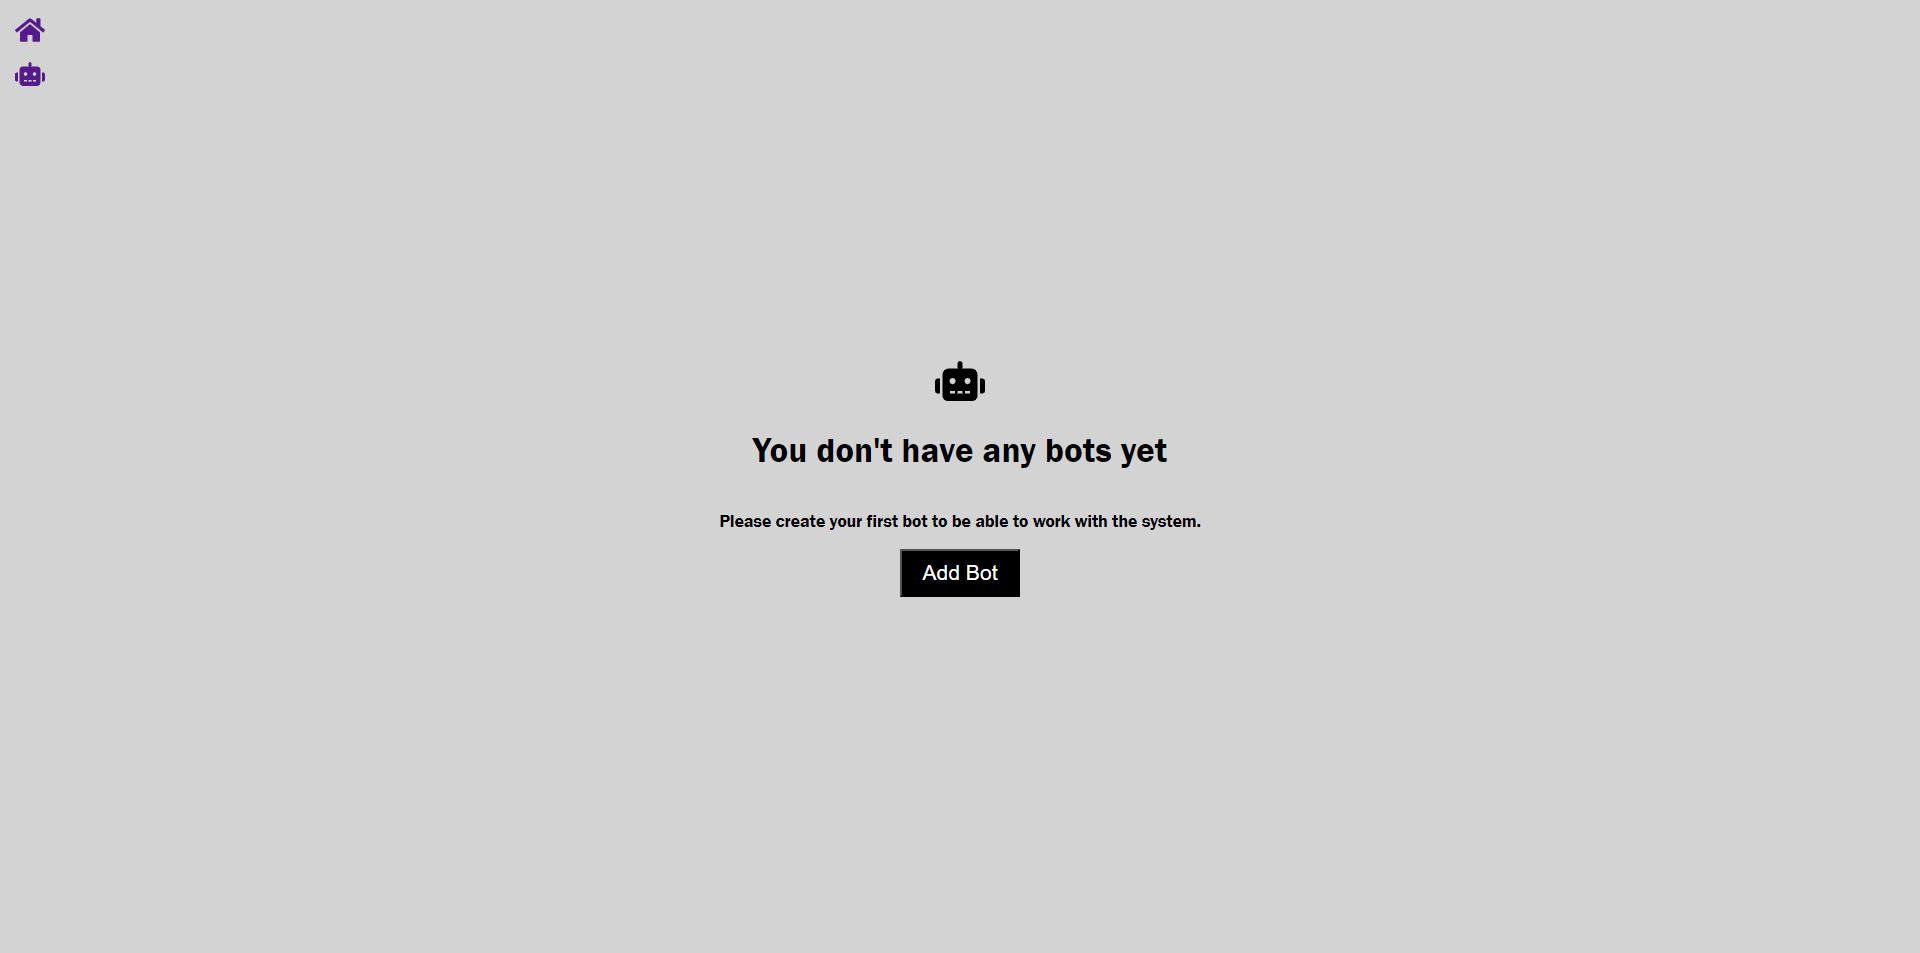 You don't have any bots yet
Please create your first bot to be able to work with the system.
Add Bot